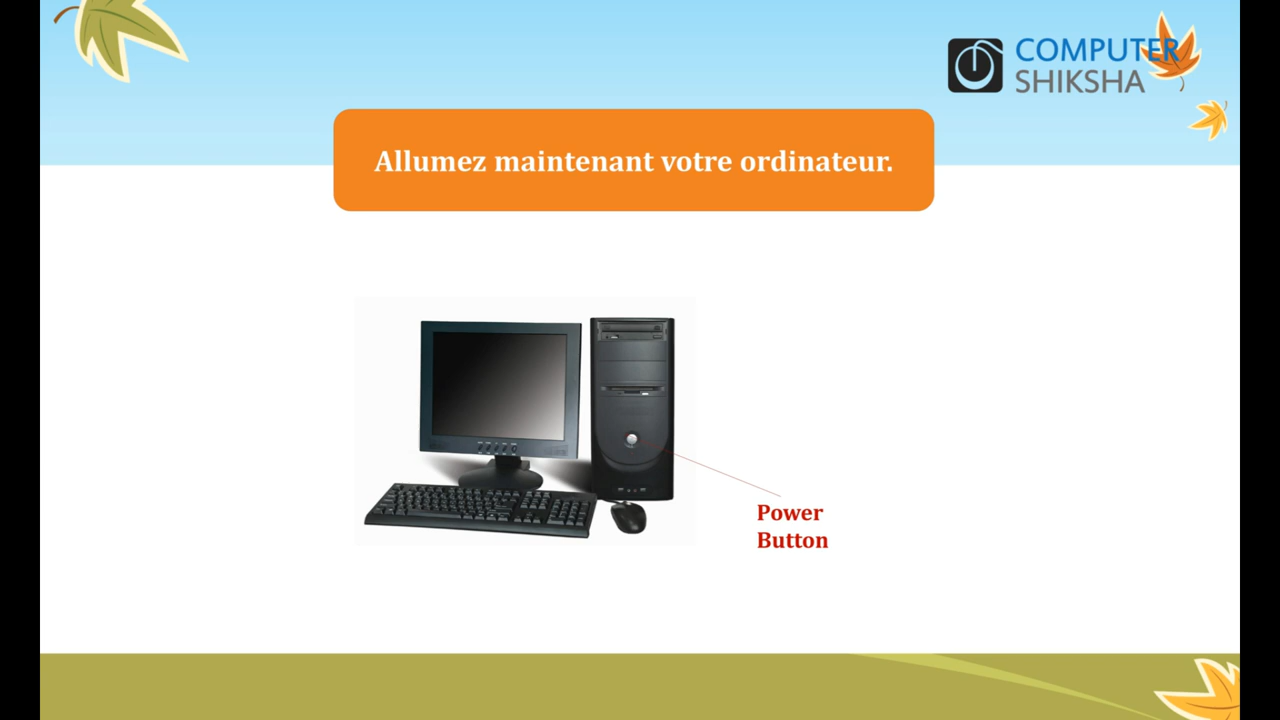 COMPUTER
SHIKSHA
Allumez maintenant votre ordinateur.
Power
Button